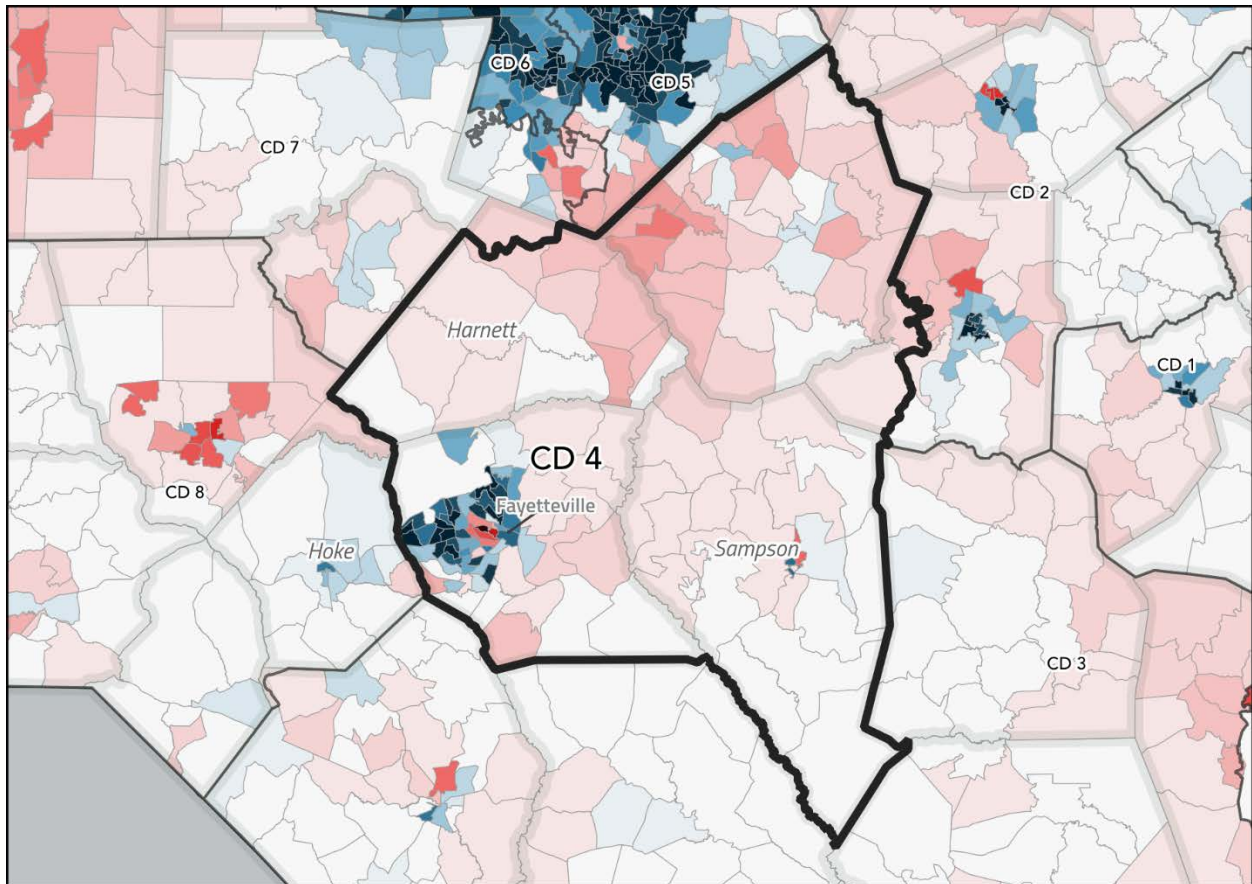 CD 6
CD 5
CD 7
CD 2
Harnett
CD 1
CD 4
CD 8
Fayetteville
Hoke
Sampson
CD 3